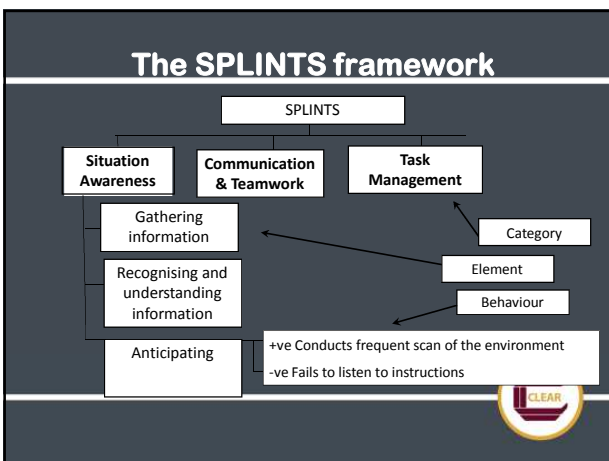 The SPLINTS framework
SPLINTS
Situation
Awareness
Communication
& Teamwork
Task
Management
Gathering
information
Category
Element
Recognising and
understanding
information
Behaviour
Anticipating
+ve Conducts frequent scan of the environment
-ve Fails to listen to instructions
CLEAR